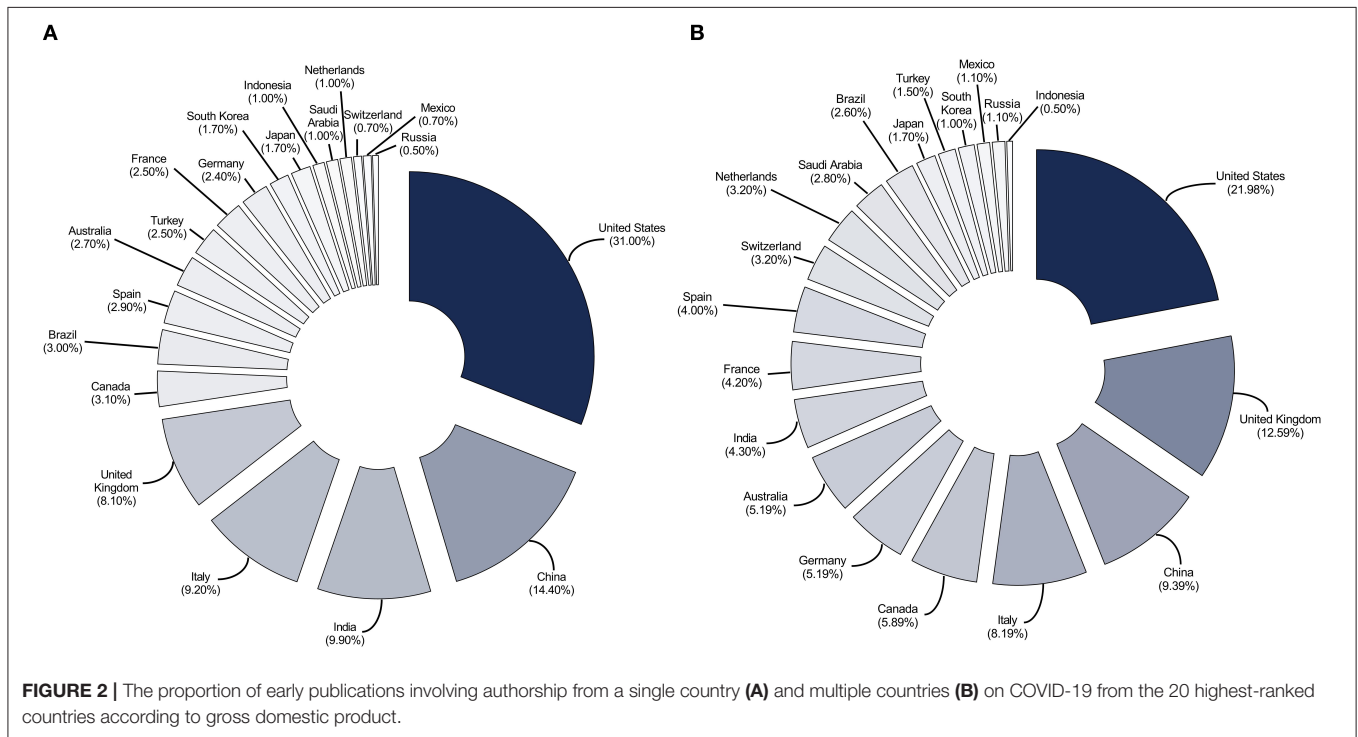 A
United States
(31.00%)
China
(14.40%)
India
(9.90%)
Italy
(9.20%)
United
Kingdom
(8.10%)
Canada
(3.10%)
Brazil
(3.00%)
Spain
(2.90%)
Australia
(2.70%)
Turkey
(2.50%)
France
(2.50%)
Germany
(2.40%)
South Korea
(1.70%)
Japan
(1.70%)
Indonesia
(1.00%)
Saudi
Arabia
(1.00%)
Netherlands
(1.00%)
Switzerland
(0.70%)
Mexico
(0.70%)
Russia
(0.50%)
B
United States
(21.98%)
United Kingdom
(12.59%)
China
(9.39%)
Italy
(8.19%)
Canada
(5.89%)
Germany
(5.19%)
Australia
(5.19%)
India
(4.30%)
France
(4.20%)
Spain
(4.00%)
Switzerland
(3.20%)
Netherlands
(3.20%)
Saudi Arabia
(2.80%)
Brazil
(2.60%)
Japan
(1.70%)
Turkey
(1.50%)
South
Korea
(1.00%)
Mexico
(1.10%)
Russia
(1.10%)
Indonesia
(0.50%)
FIGURE 2 | The proportion of early publications involving authorship from a single country (A) and multiple countries (B) on COVID-19 from the 20 highest-ranked
countries according to gross domestic product.